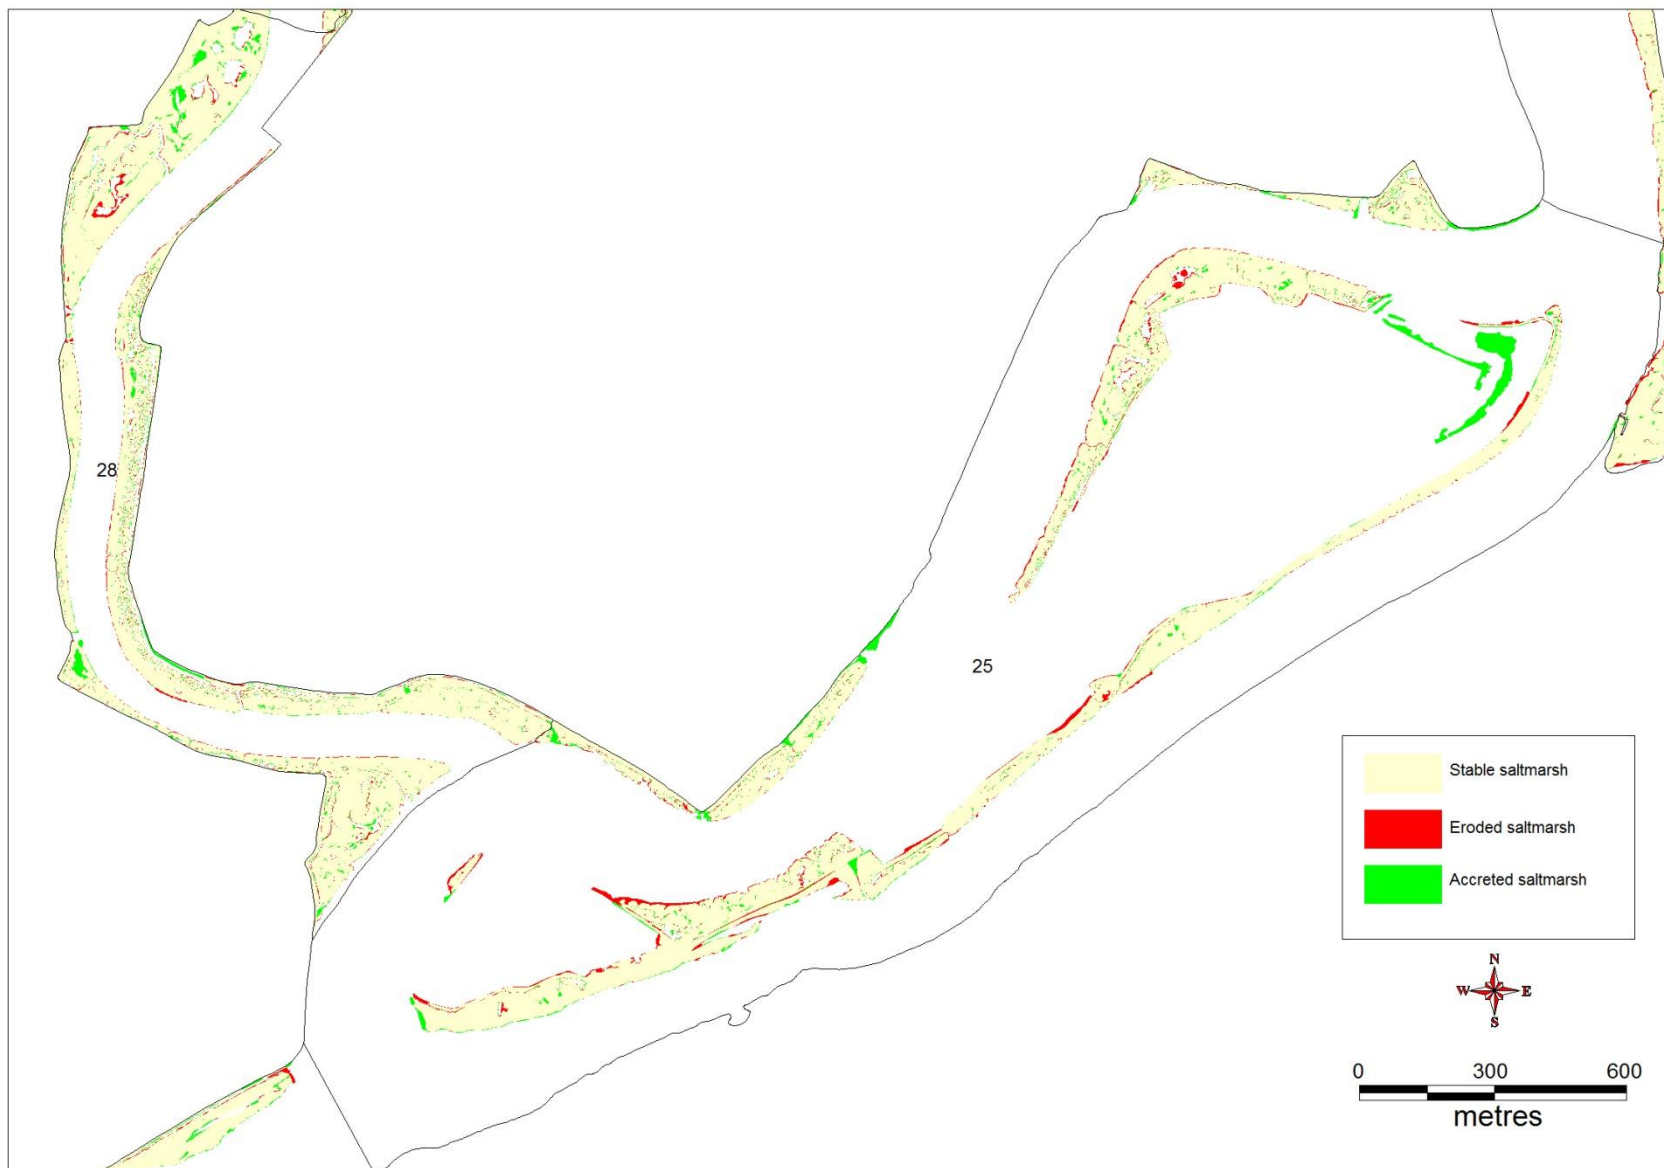 28
25
Stable saltmarsh
Eroded saltmarsh
Accreted saltmarsh
N
W E
S
0 300 600
metres